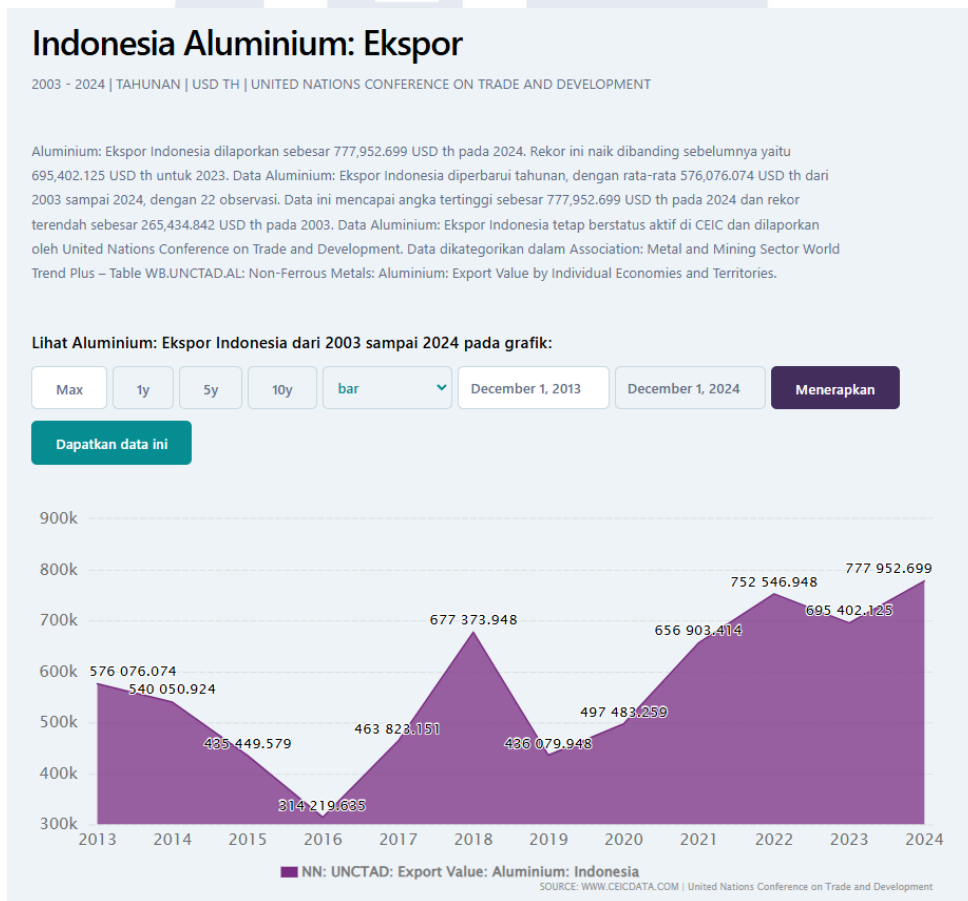 Indonesia Aluminium: Ekspor
2003 - 2024 | TAHUNAN | USD TH | UNITED NATIONS CONFERENCE ON TRADE AND DEVELOPMENT
Aluminium: Ekspor Indonesia dilaporkan sebesar 777,952.699 USD th pada 2024. Rekor ini naik dibanding sebelumnya yaitu
695,402.125 USD th untuk 2023. Data Aluminium: Ekspor Indonesia diperbarui tahunan, dengan rata-rata 576,076.074 USD th dari
2003 sampai 2024, dengan 22 observasi. Data ini mencapai angka tertinggi sebesar 777,952.699 USD th pada 2024 dan rekor
terendah sebesar 265,434.842 USD th pada 2003. Data Aluminium: Ekspor Indonesia tetap berstatus aktif di CEIC dan dilaporkan
oleh United Nations Conference on Trade and Development. Data dikategorikan dalam Association: Metal and Mining Sector World
Trend Plus – Table WB.UNCTAD.AL: Non-Ferrous Metals: Aluminium: Export Value by Individual Economies and Territories.
Lihat Aluminium: Ekspor Indonesia dari 2003 sampai 2024 pada grafik:
Max 1y 5y 10y bar December 1, 2013 December 1, 2024 Menerapkan
Dapatkan data ini
900k
800k
700k
600k
500k
400k
300k
576 076.074
540 050.924
435 449.579
314 219.635
463 823.151
677 373.948
436 079.948
497 483.259
656 903.414
752 546.948
695 402.125
777 952.699
2013 2014 2015 2016 2017 2018 2019 2020 2021 2022 2023 2024
NN: UNCTAD: Export Value: Aluminium: Indonesia
SOURCE: WWW.CEICDATA.COM | United Nations Conference on Trade and Development